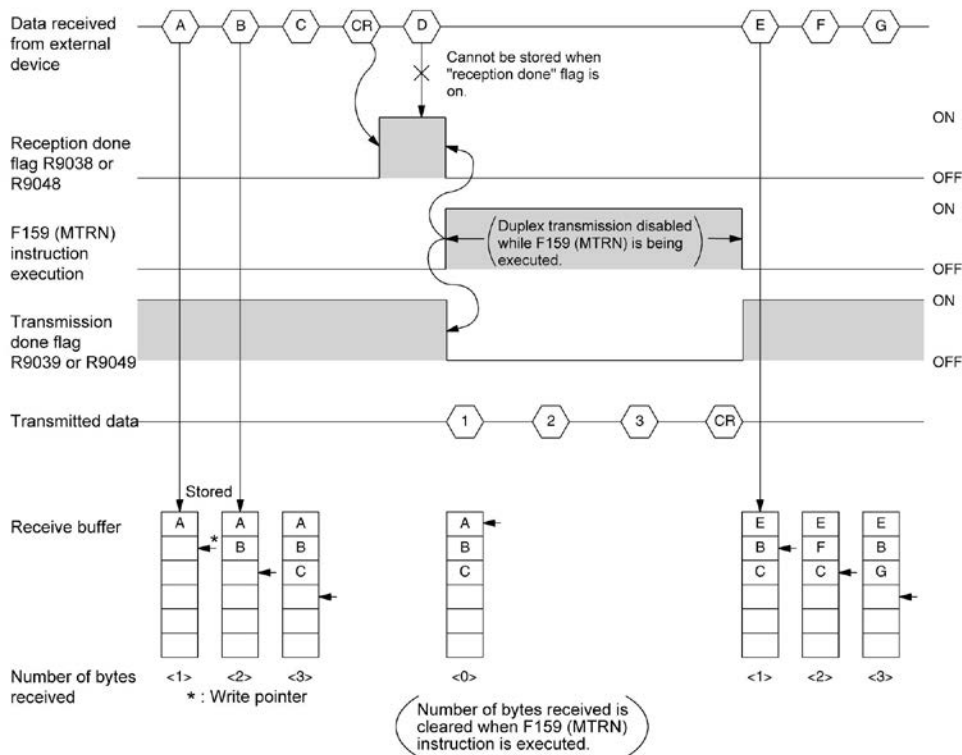 Data received from external device
A B C CR D E F G
Cannot be stored when "reception done" flag is on.
Reception done flag R9038 or R9048
ON
OFF
F159 (MTRN) instruction execution
(Duplex transmission disabled while F159 (MTRN) is being executed.)
ON
OFF
Transmission done flag R9039 or R9049
ON
OFF
Transmitted data
1 2 3 CR
Stored
Receive buffer
A A A A E E E
* B B B B F B
C C C C G
Number of bytes received
<1> <2> <3> <0> <1> <2> <3>
* : Write pointer
(Number of bytes received is cleared when F159 (MTRN) instruction is executed.)